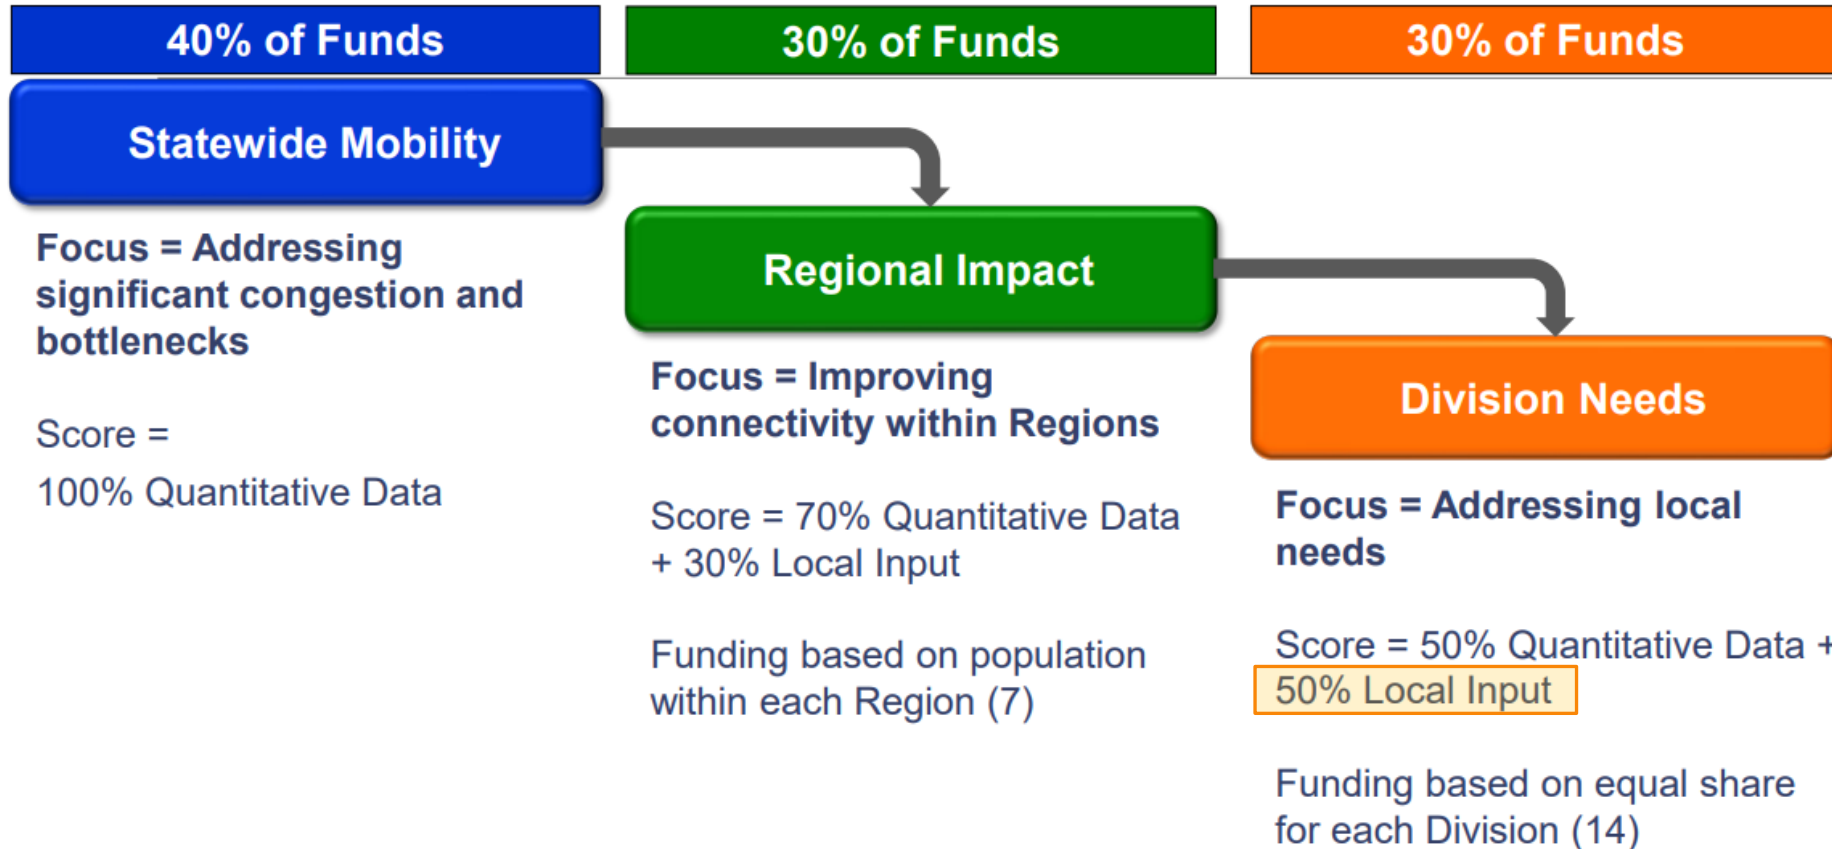 40% of Funds
30% of Funds
30% of Funds
Statewide Mobility
Focus = Addressing
significant congestion and
bottlenecks
Score =
100% Quantitative Data
Regional Impact
Focus = Improving
connectivity within Regions
Score = 70% Quantitative Data
+ 30% Local Input
Funding based on population
within each Region (7)
Division Needs
Focus = Addressing local
needs
Score = 50% Quantitative Data +
50% Local Input
Funding based on equal share
for each Division (14)